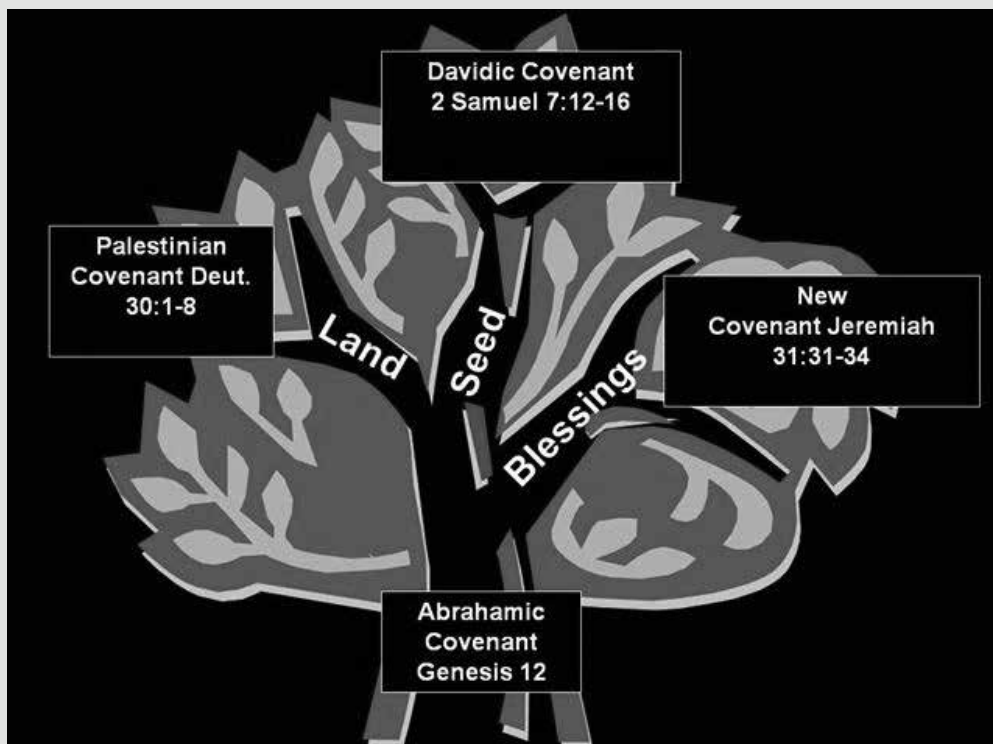 Davidic Covenant
2 Samuel 7:12-16
Palestinian
Covenant Deut.
30:1-8
New
Covenant Jeremiah
31:31-34
Land
Seed
Blessings
Abrahamic
Covenant
Genesis 12